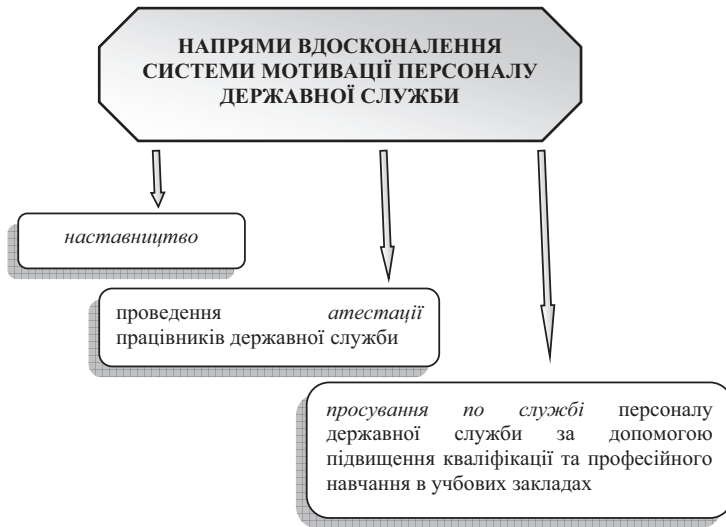 НАПРЯМИ ВДОСКОНАЛЕННЯ
СИСТЕМИ МОТИВАЦІЇ ПЕРСОНАЛУ
ДЕРЖАВНОЇ СЛУЖБИ
наставництво
проведення атестації
працівників державної служби
просування по службі персоналу
державної служби за допомогою
підвищення кваліфікації та професійного
навчання в учбових закладах